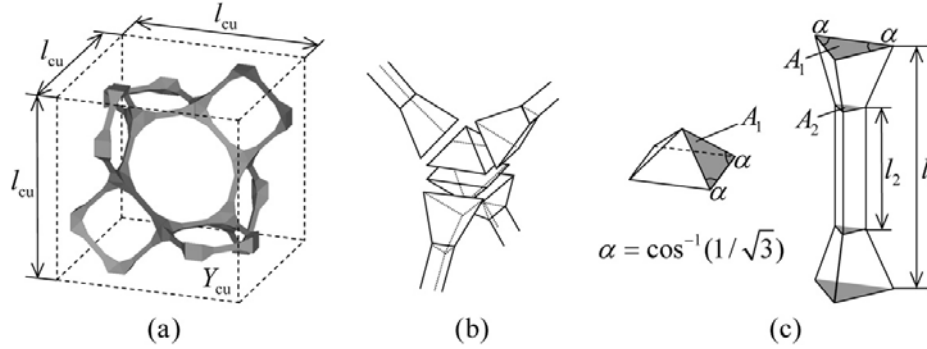 l_cu
l_cu
l_cu
Y_cu
(a)
(b)
A_1
α
α
α = cos⁻¹(1/√3)
α
α
A_1
A_2
l_2
l
(c)